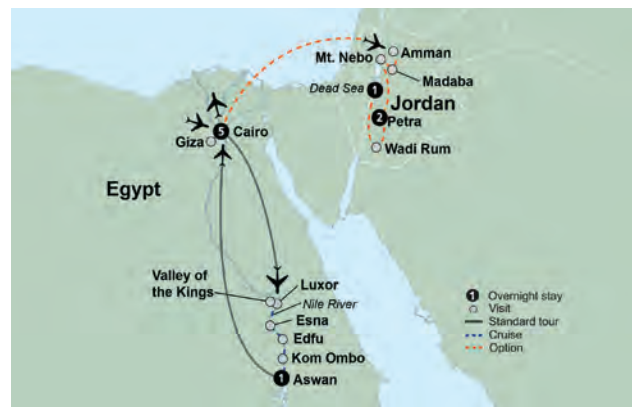 Mt. Nebo
Amman
Madaba
Dead Sea
1
Jordan
2
Petra
Wadi Rum
5
Cairo
Giza
Egypt
Valley of
the Kings
Luxor
Nile River
Esna
Edfu
Kom Ombo
1
Aswan
1 Overnight stay
Visit
Standard tour
Cruise
Option